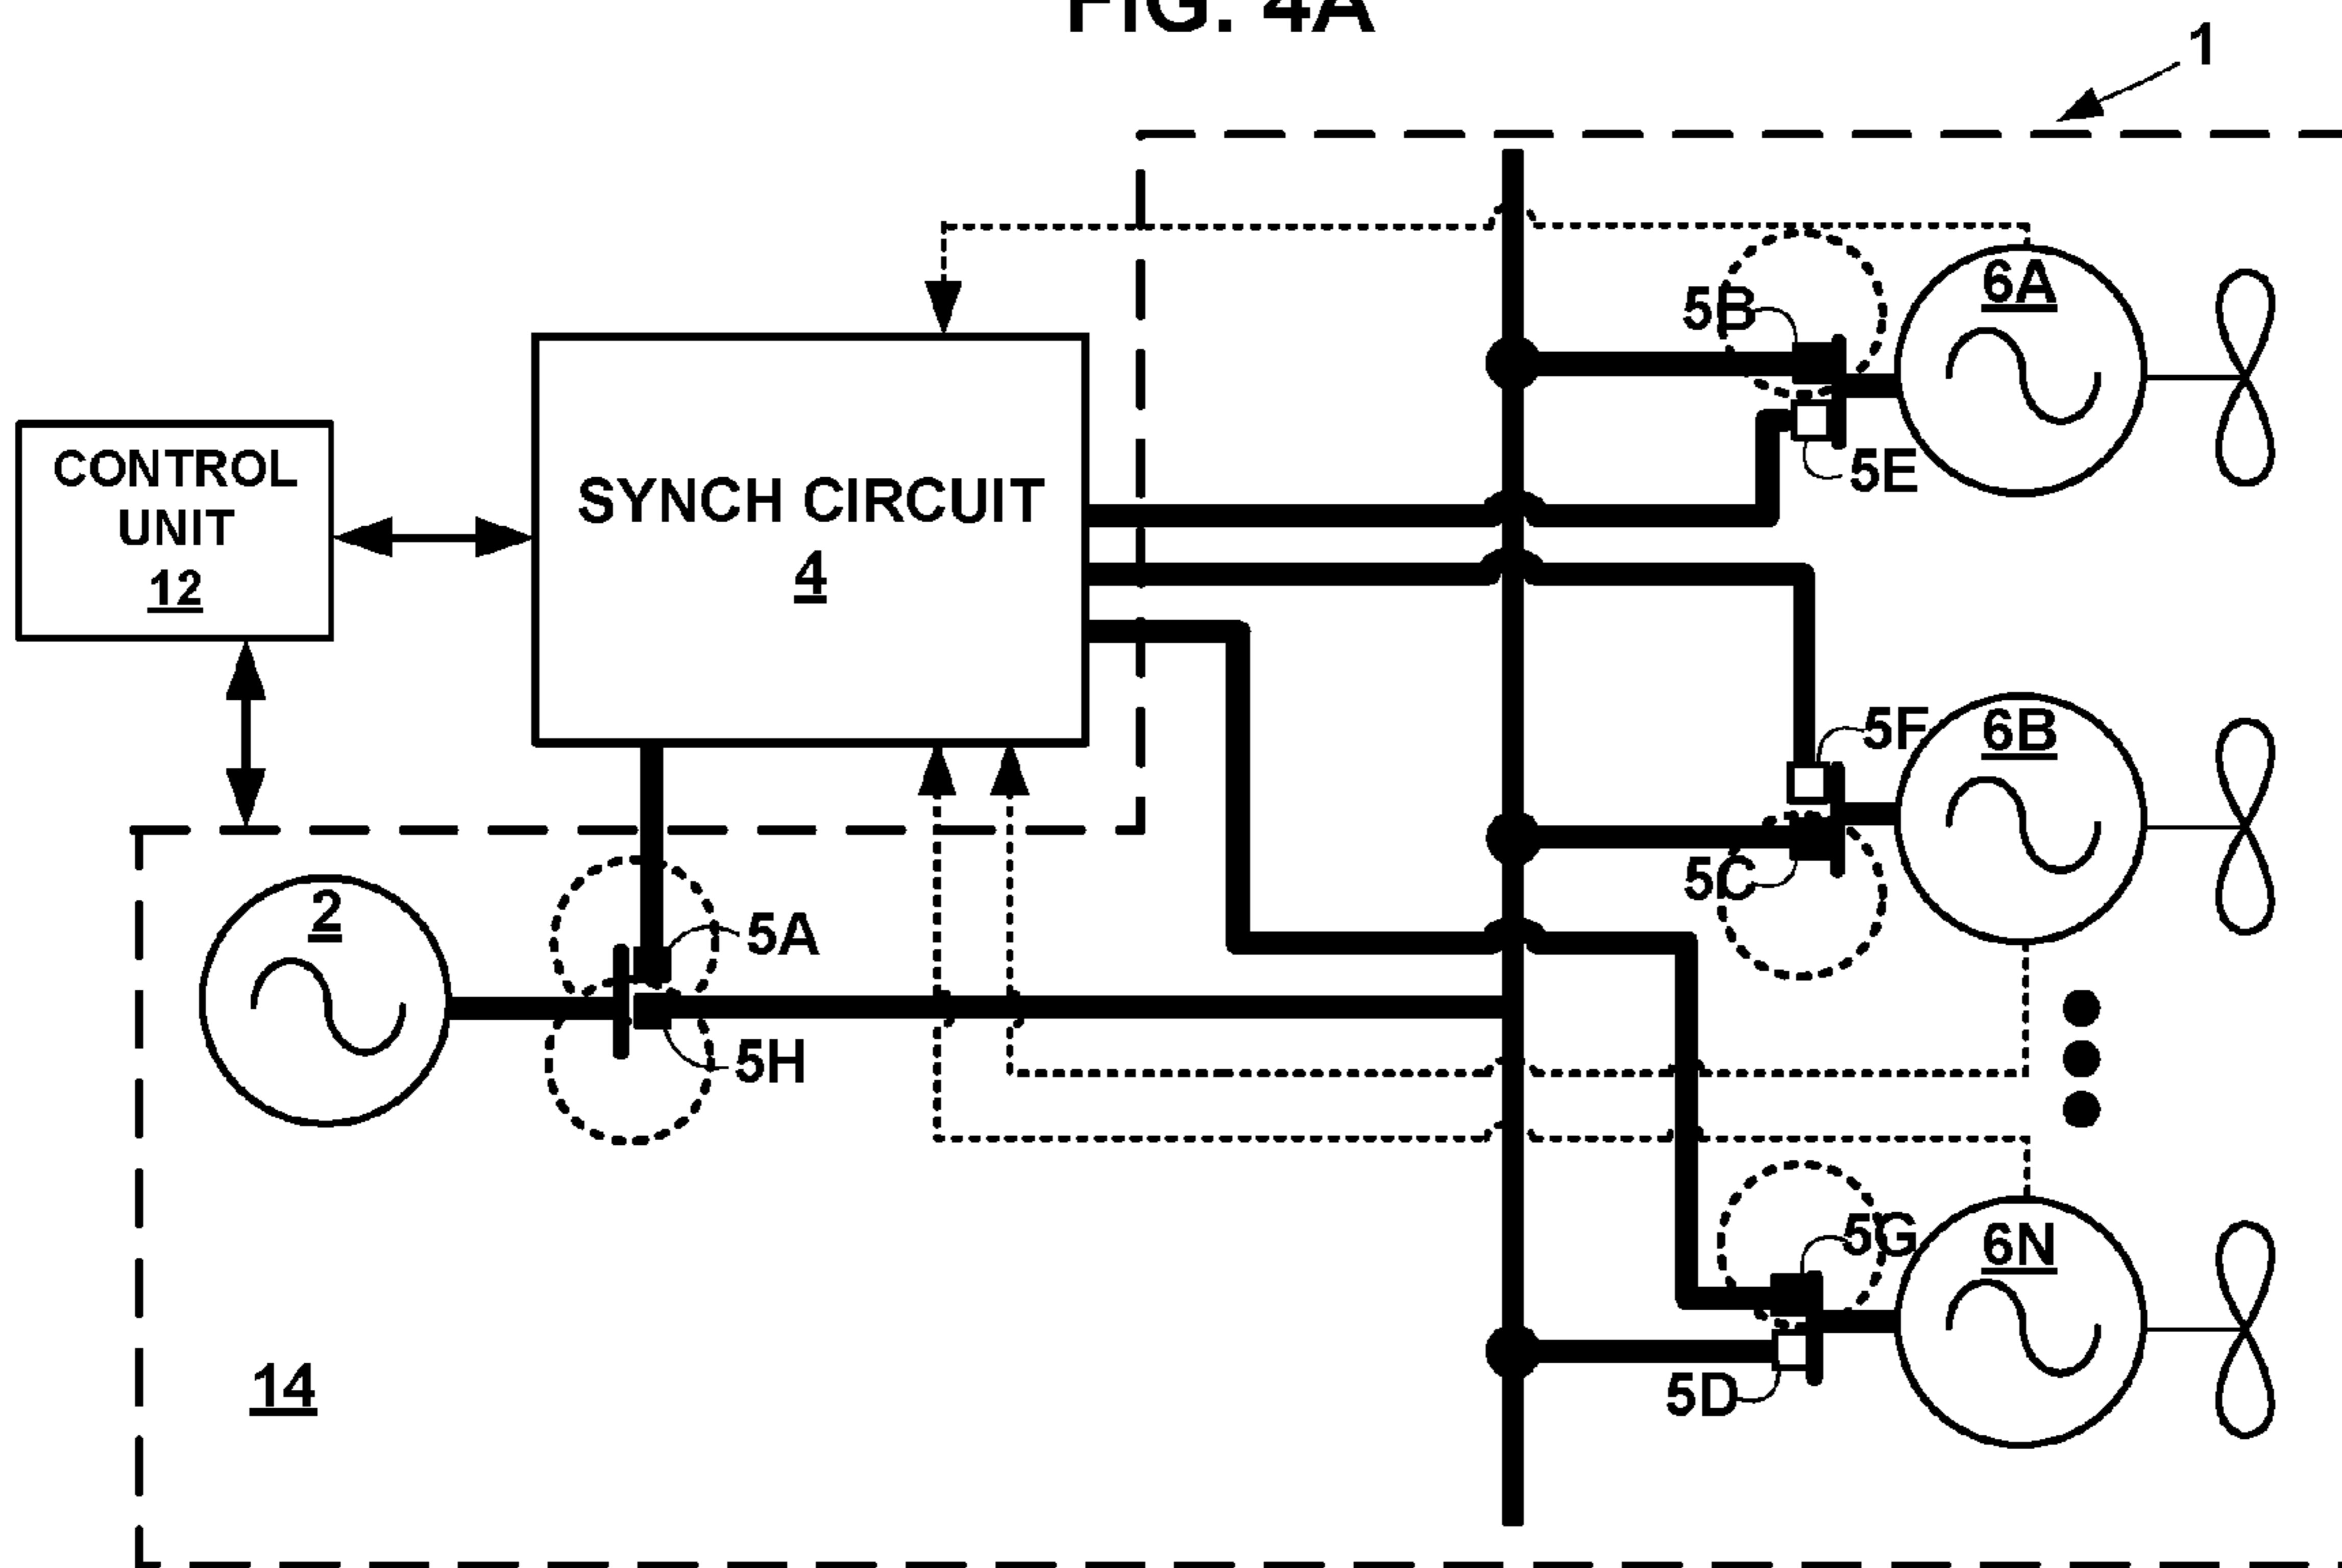 FIG. 4A
1
6A
5B
5E
CONTROL
UNIT
12
SYNCH CIRCUIT
4
5F
6B
5C
2
5A
5H
5G
6N
5D
14